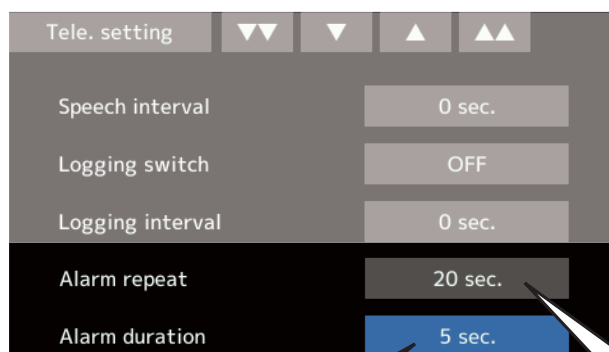 Tele. setting ▼▼ ▼ ▲ ▲▲
Speech interval 0 sec.
Logging switch OFF
Logging interval 0 sec.
Alarm repeat 20 sec.
Alarm duration 5 sec.